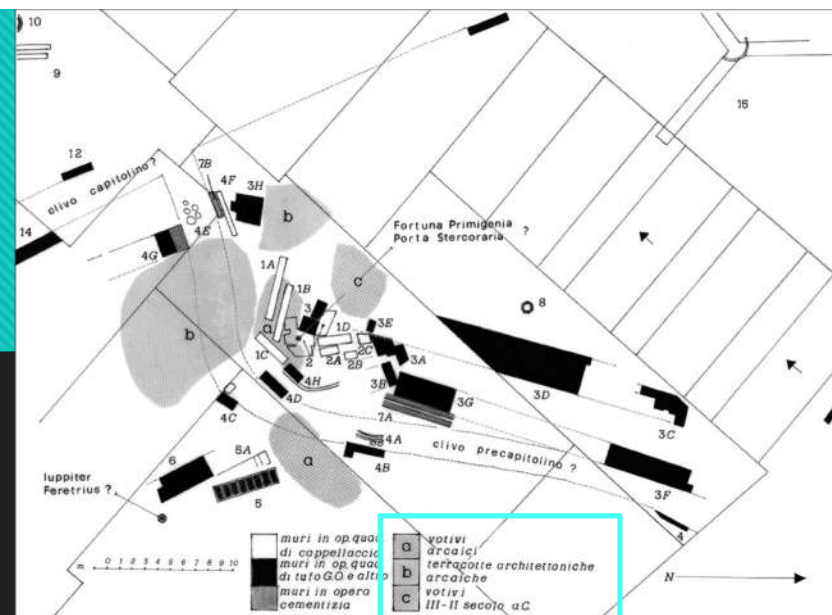 10
9
15
12
7B
4F
3H
clivo capitolino ?
b
Fortuna Primigenia
Porta Stercoraria ?
14
4E
4G
1A
c
8
1B
3
b
a
1D
3E
2C
3A
1C
2
2A
2B
3D
4H
3B
4D
3G
3C
4C
7A
4A
clivo precapitolino ?
6
5A
a
4B
3F
Iuppiter
Feretrius ?
5
4
muri in op. quad.
di cappellaccio
muri in op. quad.
di tufo G.O. e altro
muri in opera
cementizia
a votivi
arcaici
b terracotte architettoniche
arcaiche
c votivi
III-II secolo a.C.
m 0 1 2 3 4 5 6 7 8 9 10
N